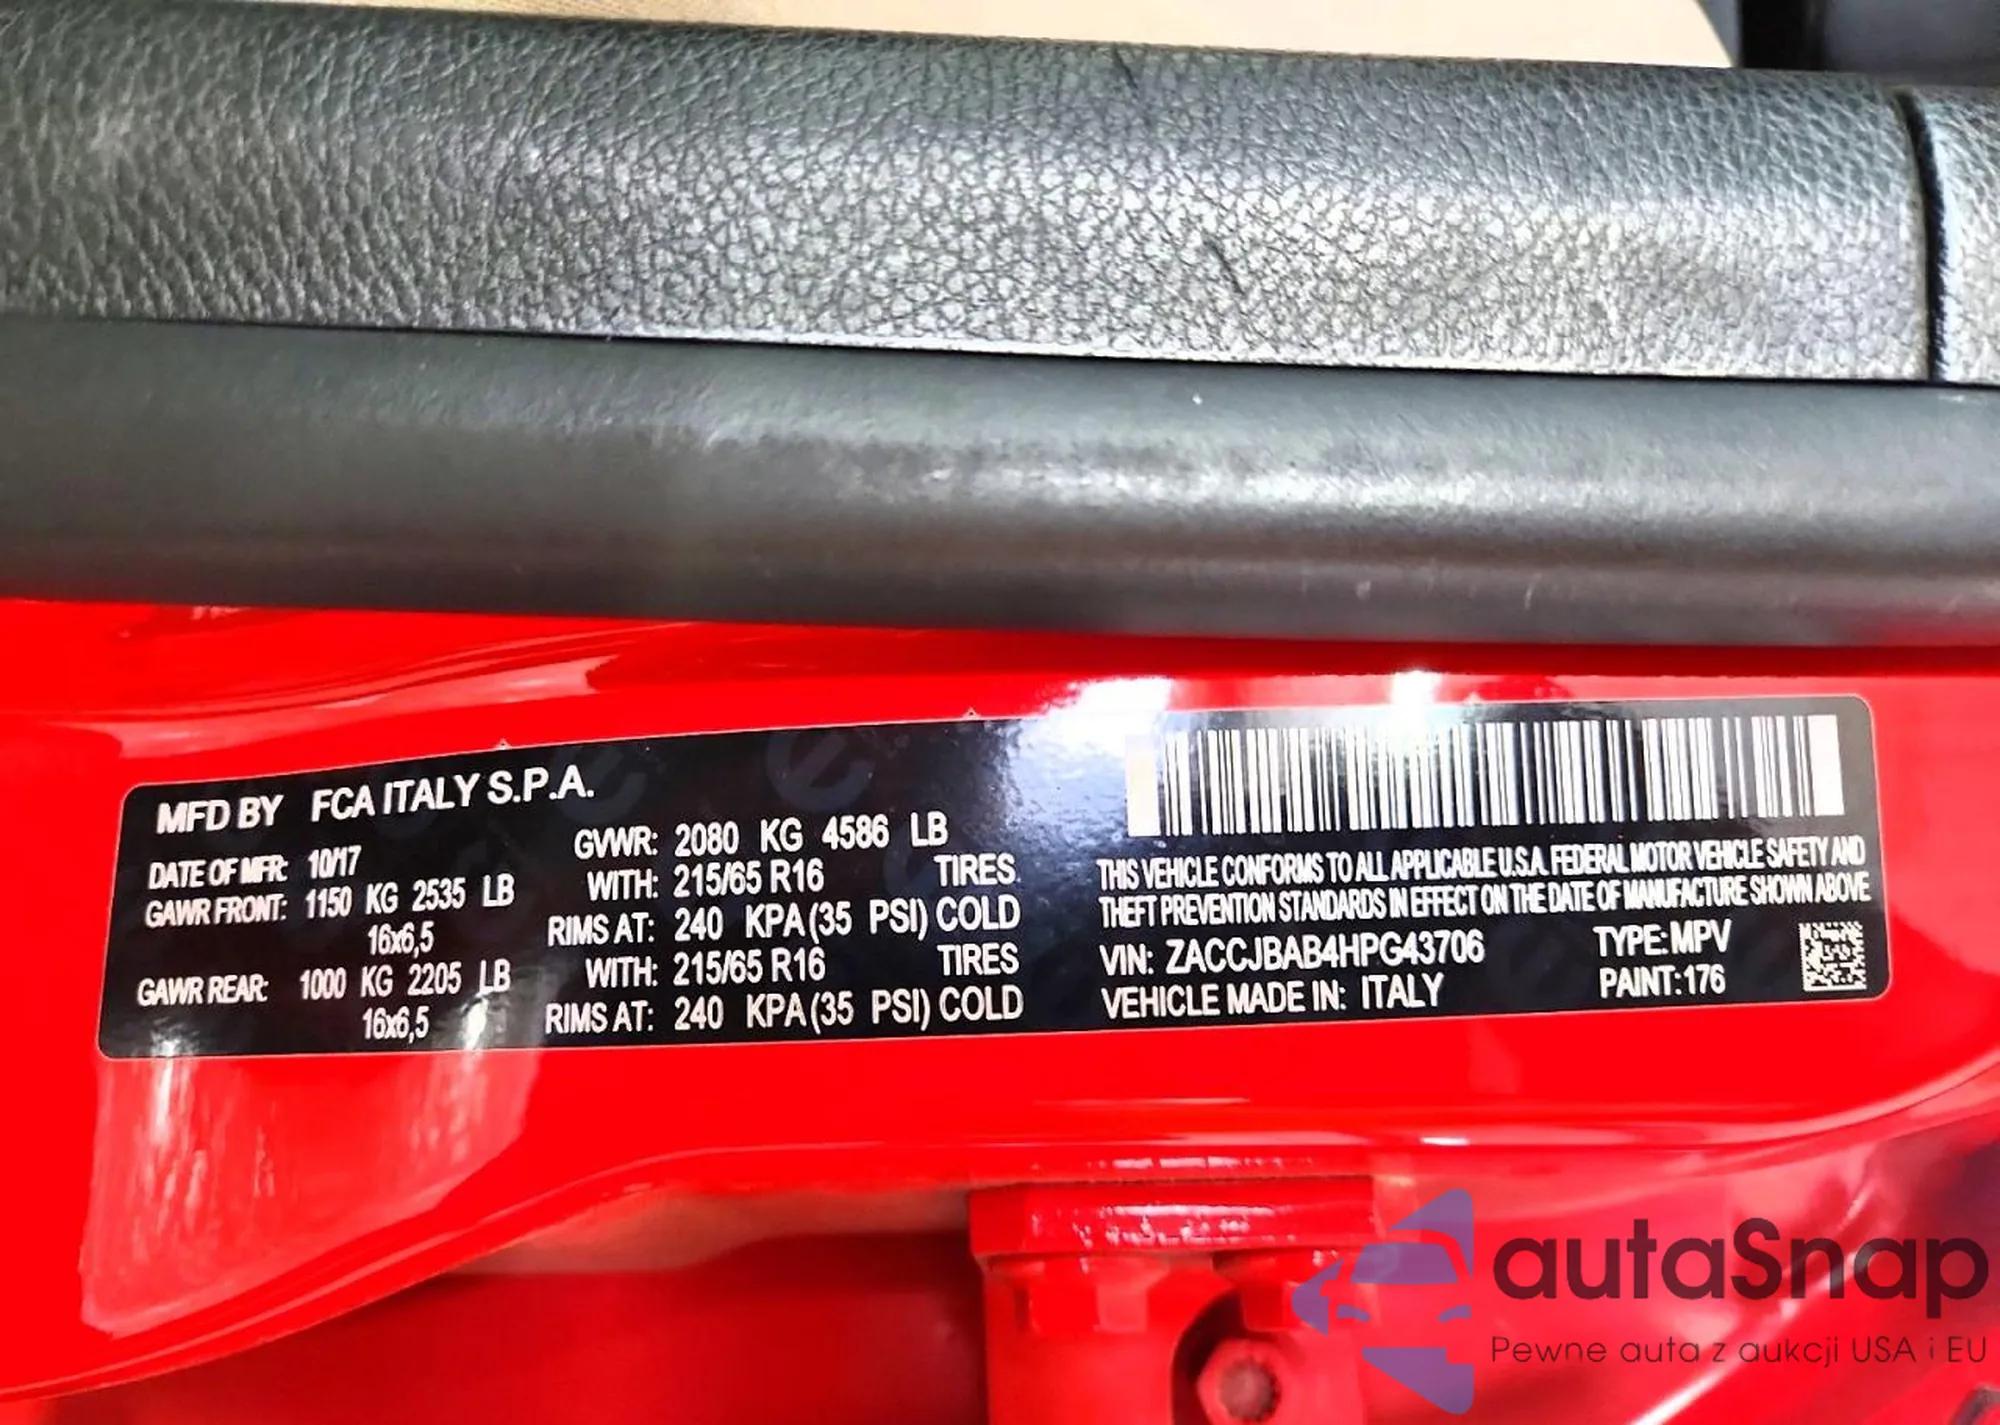 MFD BY FCA ITALY S.P.A.
DATE OF MFR: 10/17
GAWR FRONT: 1150 KG 2535 LB
16x6,5
GAWR REAR: 1000 KG 2205 LB
16x6,5
GVWR: 2080 KG 4586 LB
WITH: 215/65 R16 TIRES.
RIMS AT: 240 KPA (35 PSI) COLD
WITH: 215/65 R16 TIRES
RIMS AT: 240 KPA (35 PSI) COLD
THIS VEHICLE CONFORMS TO ALL APPLICABLE U.S.A. FEDERAL MOTOR VEHICLE SAFETY AND
THEFT PREVENTION STANDARDS IN EFFECT ON THE DATE OF MANUFACTURE SHOWN ABOVE
VIN: ZACCJBAB4HPG43706 TYPE: MPV
VEHICLE MADE IN: ITALY PAINT: 176
autaSnap
Pewne auta z aukcji USA i EU